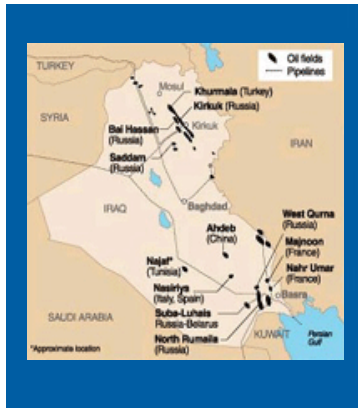 Oil fields
Pipelines
TURKEY
Mosul
Khurmala (Turkey)
Kirkuk (Russia)
SYRIA
Bai Hassan
(Russia)
Kirkuk
Saddam
(Russia)
IRAN
Baghdad
IRAQ
West Qurna
(Russia)
Ahdeb
(China)
Majnoon
(France)
Najaf*
(Tunisia)
Nahr Umar
(France)
Nasiriya
(Italy, Spain)
Basra
Suba-Luhais
Russia-Belarus
SAUDI ARABIA
North Rumaila
(Russia)
KUWAIT
Persian
Gulf
*Approximate location